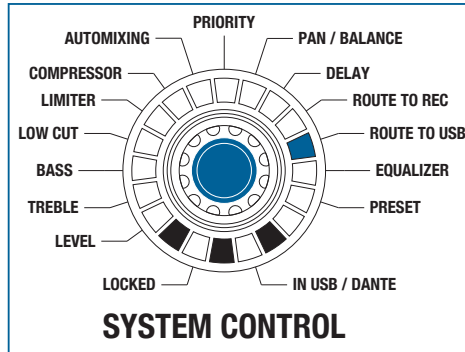 PRIORITY
AUTOMIXING
PAN / BALANCE
COMPRESSOR
DELAY
LIMITER
ROUTE TO REC
LOW CUT
ROUTE TO USB
BASS
EQUALIZER
TREBLE
PRESET
LEVEL
LOCKED
IN USB / DANTE
SYSTEM CONTROL